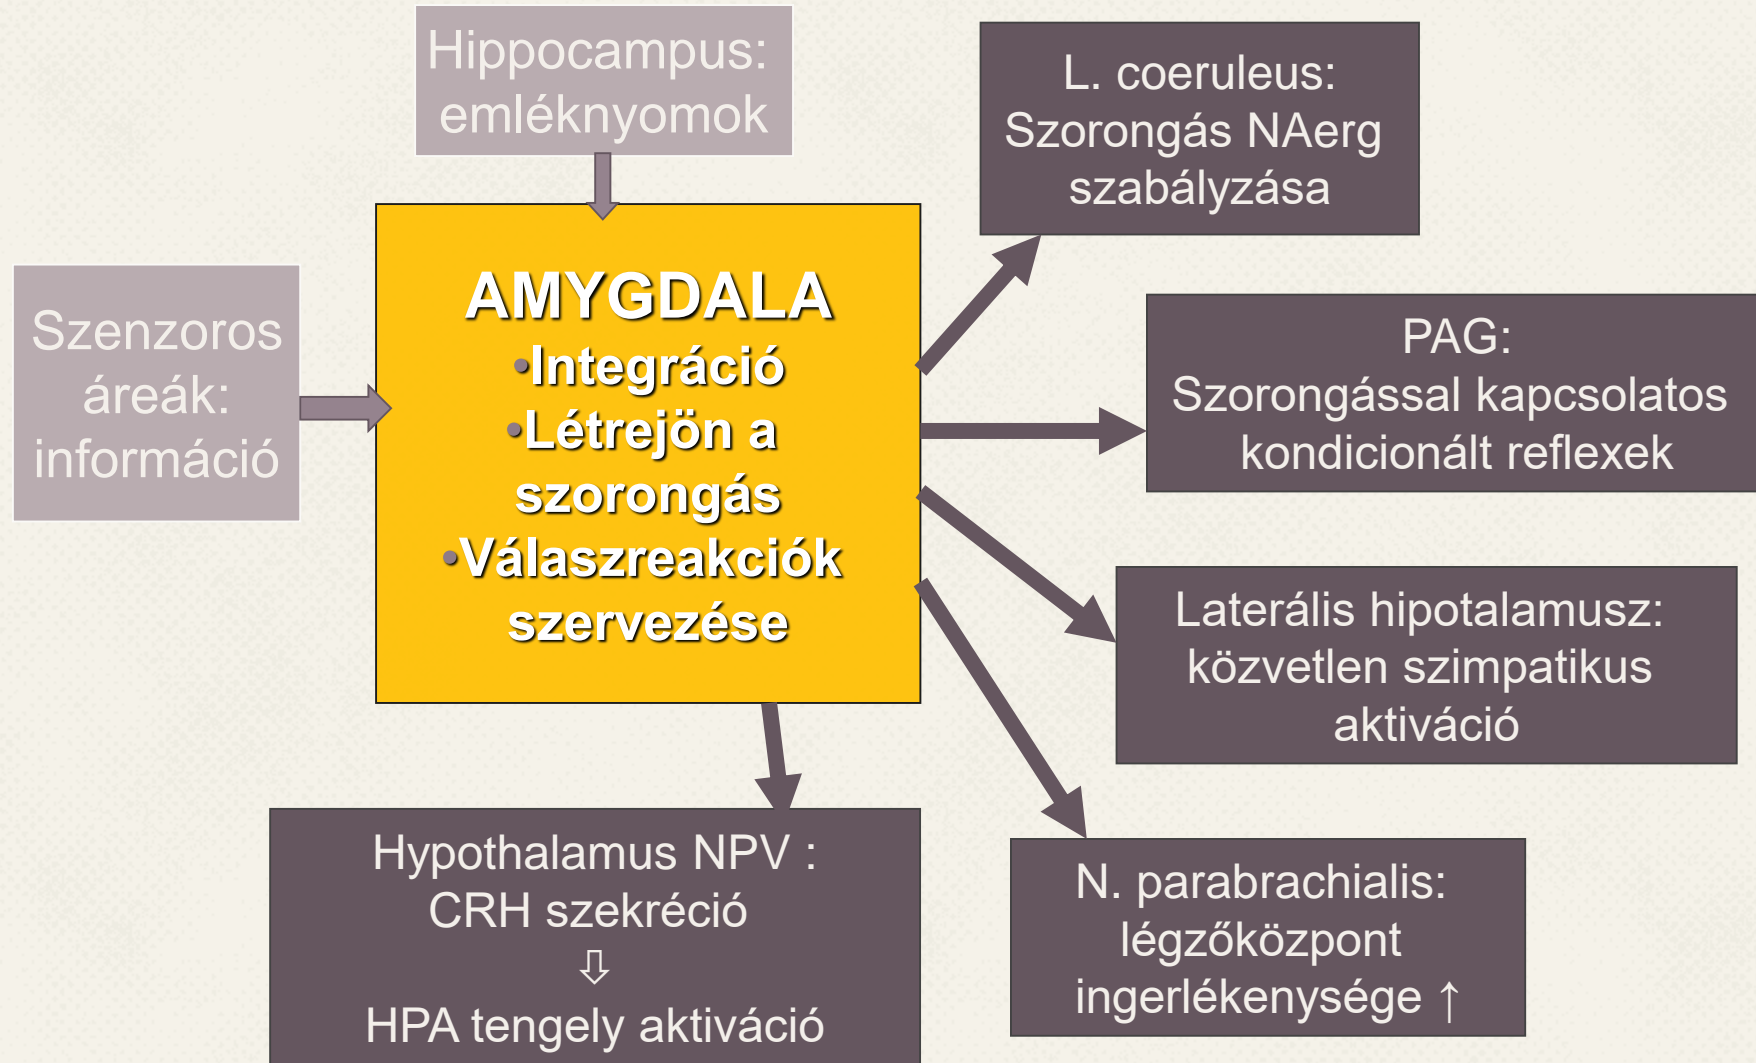 Hippocampus:
emléknyomok
Szenzoros
áreák:
információ
AMYGDALA
•Integráció
•Létrejön a
szorongás
•Válaszreakciók
szervezése
L. coeruleus:
Szorongás NAerg
szabályzása
PAG:
Szorongással kapcsolatos
kondicionált reflexek
Laterális hipotalamusz:
közvetlen szimpatikus
aktiváció
N. parabrachialis:
légzőközpont
ingerlékenysége ↑
Hypothalamus NPV :
CRH szekréció
⇩
HPA tengely aktiváció